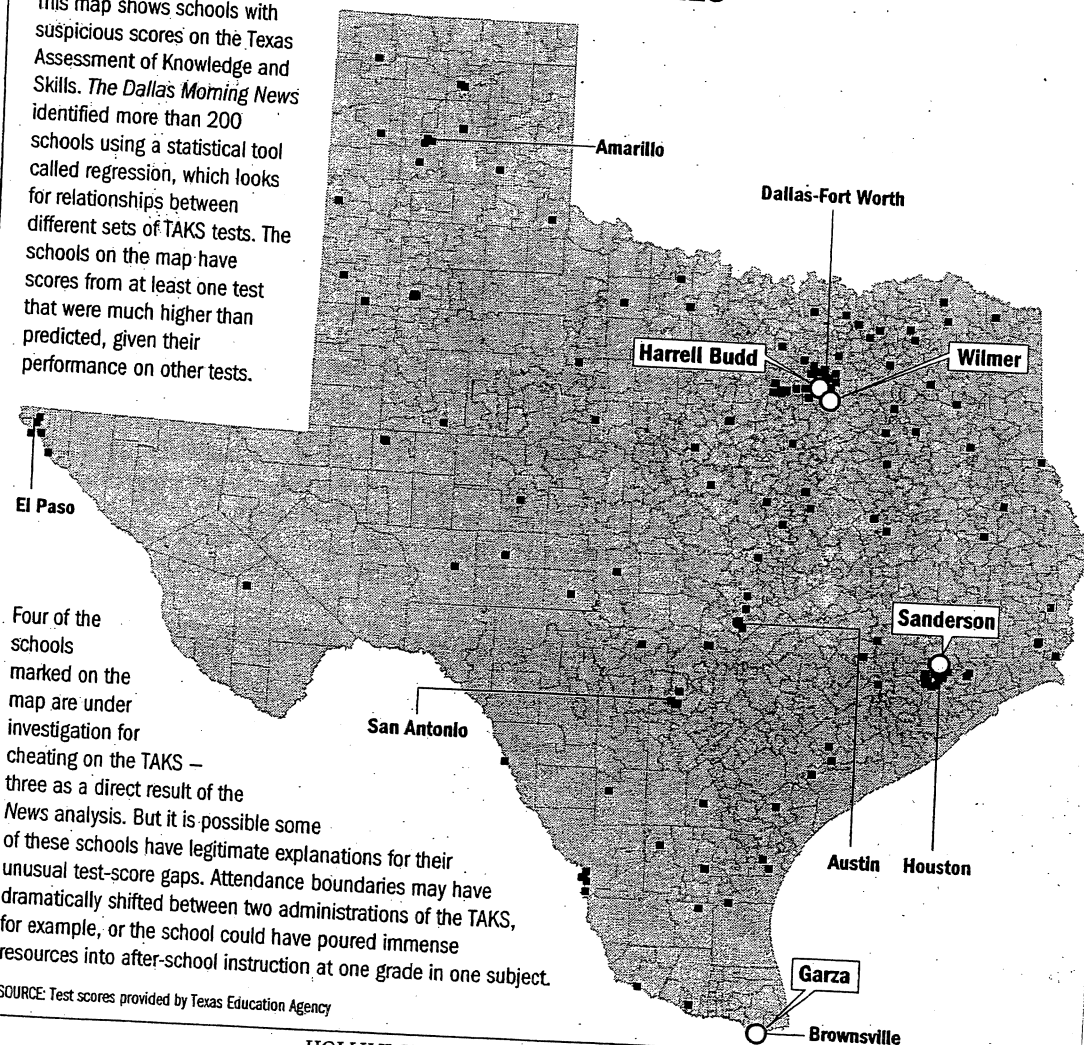 this map shows schools with
suspicious scores on the Texas
Assessment of Knowledge and
Skills. The Dallas Morning News
identified more than 200
schools using a statistical tool
called regression, which looks
for relationships between
different sets of TAKS tests. The
schools on the map have
scores from at least one test
that were much higher than
predicted, given their
performance on other tests.
Amarillo
Dallas-Fort Worth
Harrell Budd
Wilmer
El Paso
Sanderson
San Antonio
Austin
Houston
Four of the
schools
marked on the
map are under
investigation for
cheating on the TAKS –
three as a direct result of the
News analysis. But it is possible some
of these schools have legitimate explanations for their
unusual test-score gaps. Attendance boundaries may have
dramatically shifted between two administrations of the TAKS,
for example, or the school could have poured immense
resources into after-school instruction at one grade in one subject.
Garza
Brownsville
SOURCE: Test scores provided by Texas Education Agency